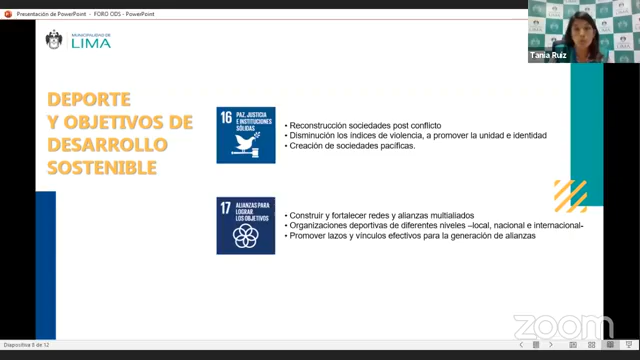 Presentación de PowerPoint - FORO ODS - PowerPoint
MUNICIPALIDAD DE
LIMA
Tania Ruiz
DEPORTE
Y OBJETIVOS DE
DESARROLLO
SOSTENIBLE
16 PAZ, JUSTICIA
E INSTITUCIONES
SÓLIDAS
• Reconstrucción sociedades post conflicto
• Disminución los índices de violencia, a promover la unidad e identidad
• Creación de sociedades pacíficas.
17 ALIANZAS PARA
LOGRAR
LOS OBJETIVOS
• Construir y fortalecer redes y alianzas multialiados
• Organizaciones deportivas de diferentes niveles –local, nacional e internacional-
• Promover lazos y vínculos efectivos para la generación de alianzas
zoom
Diapositiva 8 de 12